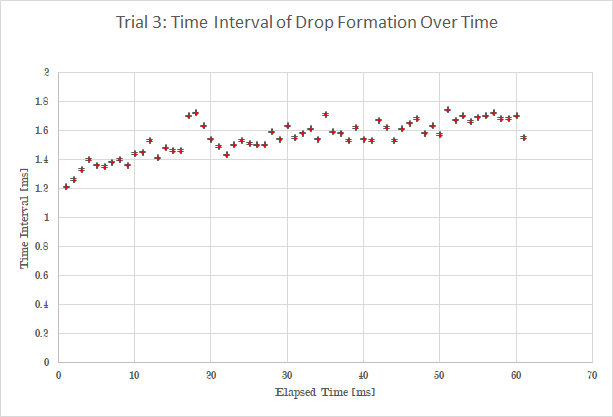 Trial 3: Time Interval of Drop Formation Over Time
2
1.8
1.6
1.4
1.2
1
0.8
0.6
0.4
0.2
0
Time Interval [ms]
0 10 20 30 40 50 60 70
Elapsed Time [ms]